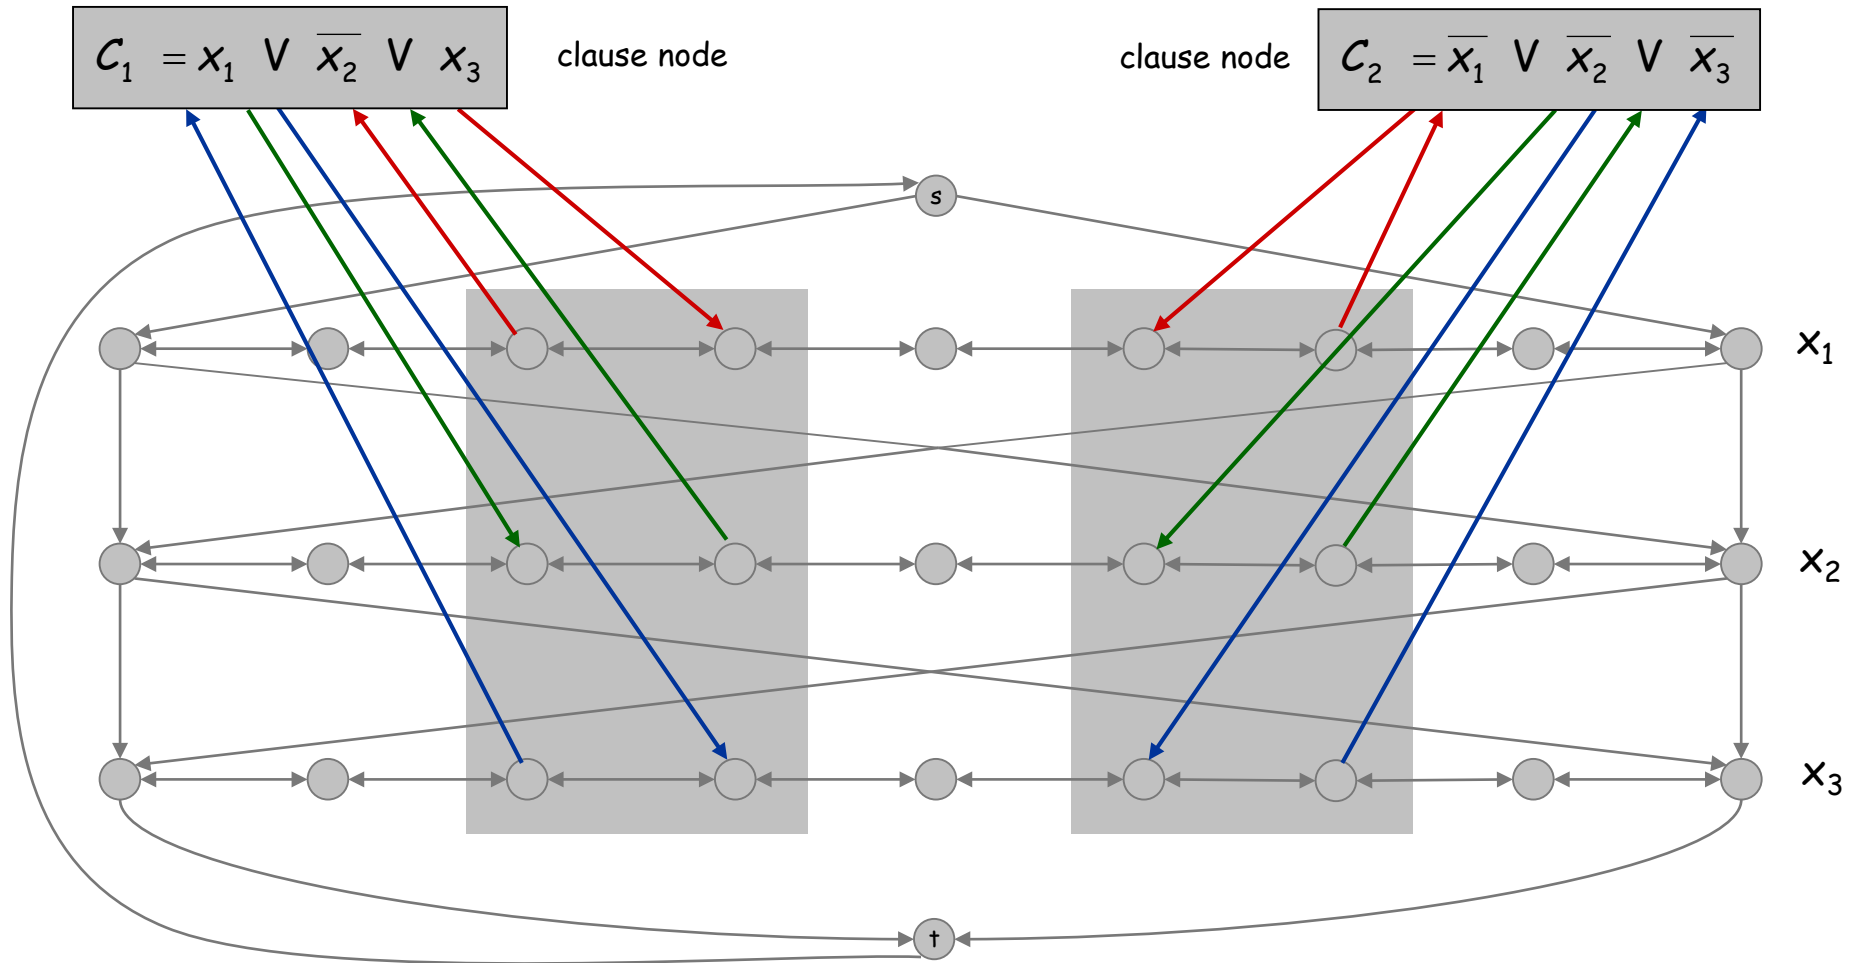 C₁ = x₁ V x̅₂ V x₃
clause node
clause node
C₂ = x̅₁ V x̅₂ V x̅₃
s
x₁
x₂
x₃
t